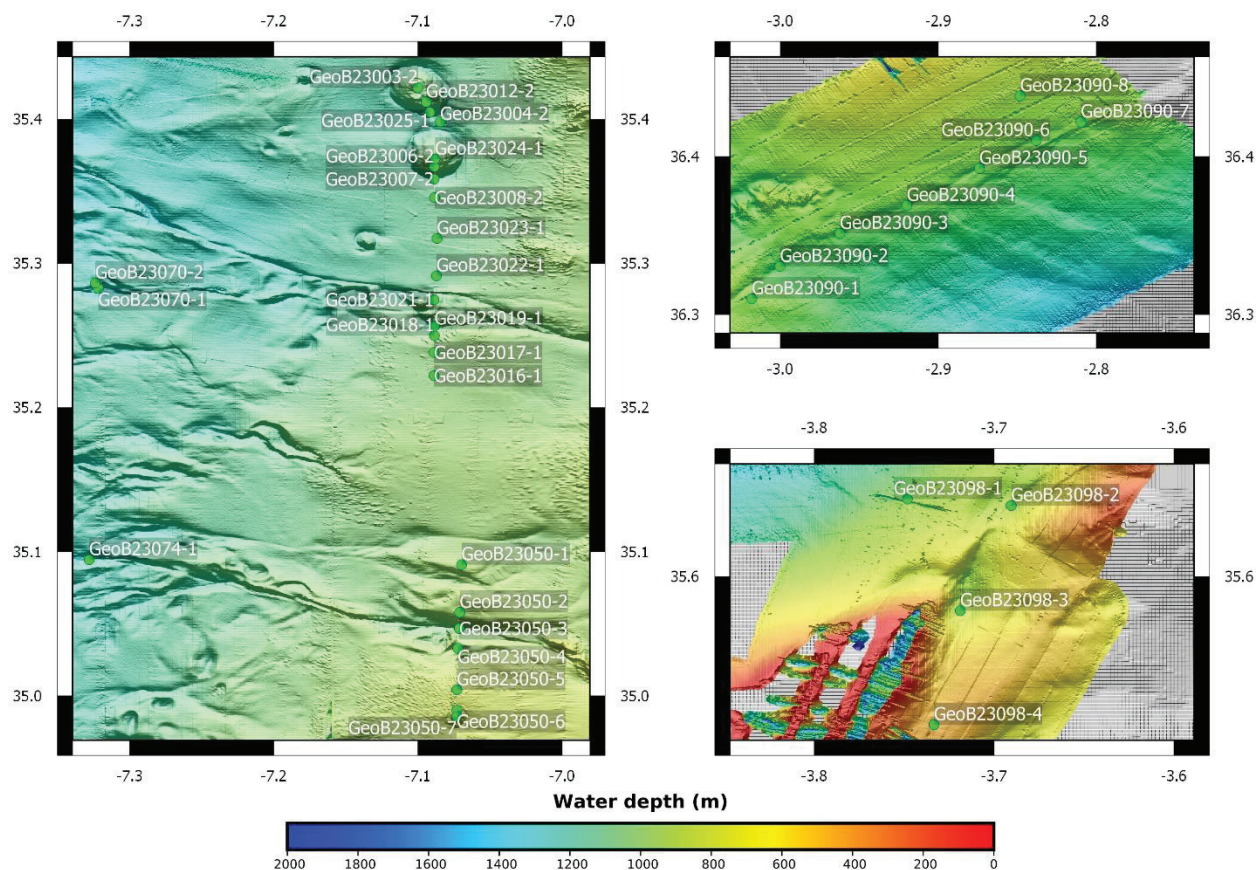 -7.3
-7.2
-7.1
-7.0
35.4
35.3
35.2
35.1
35.0
GeoB23003-2
GeoB23012-2
GeoB23025-1
GeoB23004-2
GeoB23024-1
GeoB23006-2
GeoB23007-2
GeoB23008-2
GeoB23023-1
GeoB23022-1
GeoB23070-2
GeoB23070-1
GeoB23021-1
GeoB23019-1
GeoB23018-1
GeoB23017-1
GeoB23016-1
GeoB23074-1
GeoB23050-1
GeoB23050-2
GeoB23050-3
GeoB23050-4
GeoB23050-5
GeoB23050-6
GeoB23050-7
35.4
35.3
35.2
35.1
35.0
-7.3
-7.2
-7.1
-7.0
-3.0
-2.9
-2.8
36.4
36.3
GeoB23090-8
GeoB23090-7
GeoB23090-6
GeoB23090-5
GeoB23090-4
GeoB23090-3
GeoB23090-2
GeoB23090-1
36.4
36.3
-3.0
-2.9
-2.8
-3.8
-3.7
-3.6
35.6
GeoB23098-1
GeoB23098-2
GeoB23098-3
GeoB23098-4
35.6
-3.8
-3.7
-3.6
Water depth (m)
2000 1800 1600 1400 1200 1000 800 600 400 200 0